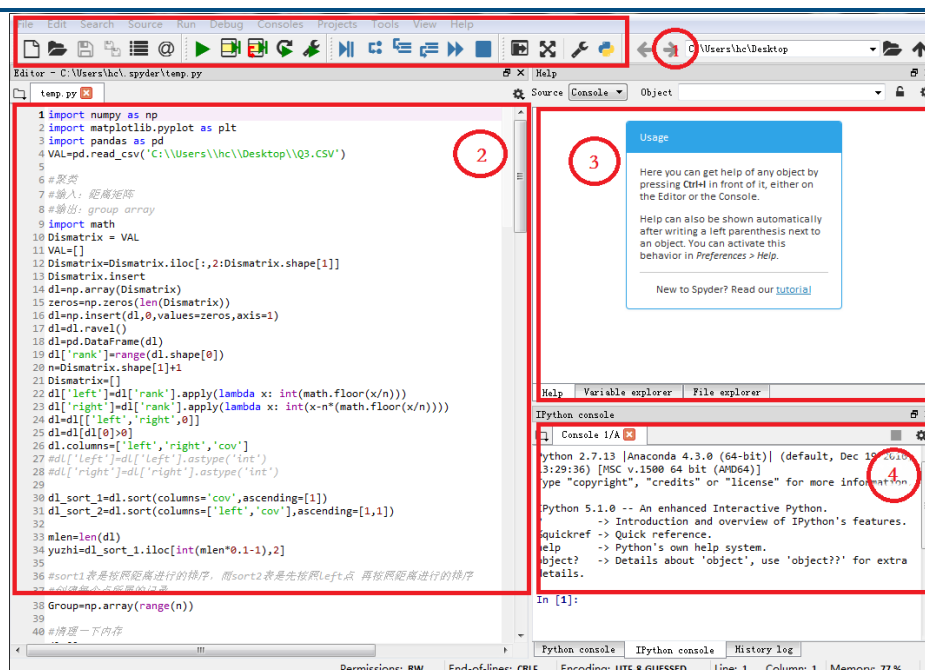 File Edit Search Source Run Debug Consoles Projects Tools View Help
1
C:\Users\hc\Desktop
Editor - C:\Users\hc\.spyder\temp.py
temp.py
1 import numpy as np
2 import matplotlib.pyplot as plt
3 import pandas as pd
4 VAL=pd.read_csv('C:\\Users\\hc\\Desktop\\Q3.CSV')
5
6 #聚类
7 #输入: 距离矩阵
8 #输出: group array
9 import math
10 Dismatrix = VAL
11 VAL=[]
12 Dismatrix=Dismatrix.iloc[:,2:Dismatrix.shape[1]]
13 Dismatrix.insert
14 dl=np.array(Dismatrix)
15 zeros=np.zeros(len(Dismatrix))
16 dl=np.insert(dl,0,values=zeros,axis=1)
17 dl=dl.ravel()
18 dl=pd.DataFrame(dl)
19 dl['rank']=range(dl.shape[0])
20 n=Dismatrix.shape[1]+1
21 Dismatrix=[]
22 dl['left']=dl['rank'].apply(lambda x: int(math.floor(x/n)))
23 dl['right']=dl['rank'].apply(lambda x: int(x-n*(math.floor(x/n))))
24 dl=dl[['left','right',0]]
25 dl=dl[dl[0]>0]
26 dl.columns=['left','right','cov']
27 #dl['left']=dl['left'].astype('int')
28 #dl['right']=dl['right'].astype('int')
29
30 dl_sort_1=dl.sort(columns='cov',ascending=[1])
31 dl_sort_2=dl.sort(columns=['left','cov'],ascending=[1,1])
32
33 mlen=len(dl)
34 yuzhi=dl_sort_1.iloc[int(mlen*0.1-1),2]
35
36 #sort1表是按照距离进行的排序, 而sort2表是先按照left点 再按照距离进行的排序
37
38 Group=np.array(range(n))
39
40 #清理一下内存
2
Help
Source Console Object
3
Usage
Here you can get help of any object by
pressing Ctrl+I in front of it, either on
the Editor or the Console.
Help can also be shown automatically
after writing a left parenthesis next to
an object. You can activate this
behavior in Preferences > Help.
New to Spyder? Read our tutorial
Help Variable explorer File explorer
IPython console
Console 1/A
Python 2.7.13 |Anaconda 4.3.0 (64-bit)| (default, Dec 19 2016,
13:29:36) [MSC v.1500 64 bit (AMD64)]
Type "copyright", "credits" or "license" for more information.
4
IPython 5.1.0 -- An enhanced Interactive Python.
? -> Introduction and overview of IPython's features.
%quickref -> Quick reference.
help -> Python's own help system.
object? -> Details about 'object', use 'object??' for extra
details.
In [1]:
Python console IPython console History log
Permissions: RW End-of-lines: CRLF Encoding: UTF-8-GUESSED Line: 1 Column: 1 Memory: 77 %